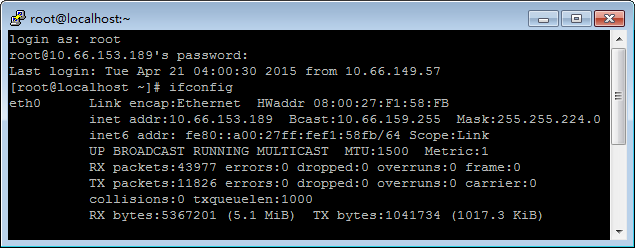 root@localhost:~
login as: root
root@10.66.153.189's password:
Last login: Tue Apr 21 04:00:30 2015 from 10.66.149.57
[root@localhost ~]# ifconfig
eth0      Link encap:Ethernet  HWaddr 08:00:27:F1:58:FB
          inet addr:10.66.153.189  Bcast:10.66.159.255  Mask:255.255.224.0
          inet6 addr: fe80::a00:27ff:fef1:58fb/64 Scope:Link
          UP BROADCAST RUNNING MULTICAST  MTU:1500  Metric:1
          RX packets:43977 errors:0 dropped:0 overruns:0 frame:0
          TX packets:11826 errors:0 dropped:0 overruns:0 carrier:0
          collisions:0 txqueuelen:1000
          RX bytes:5367201 (5.1 MiB)  TX bytes:1041734 (1017.3 KiB)